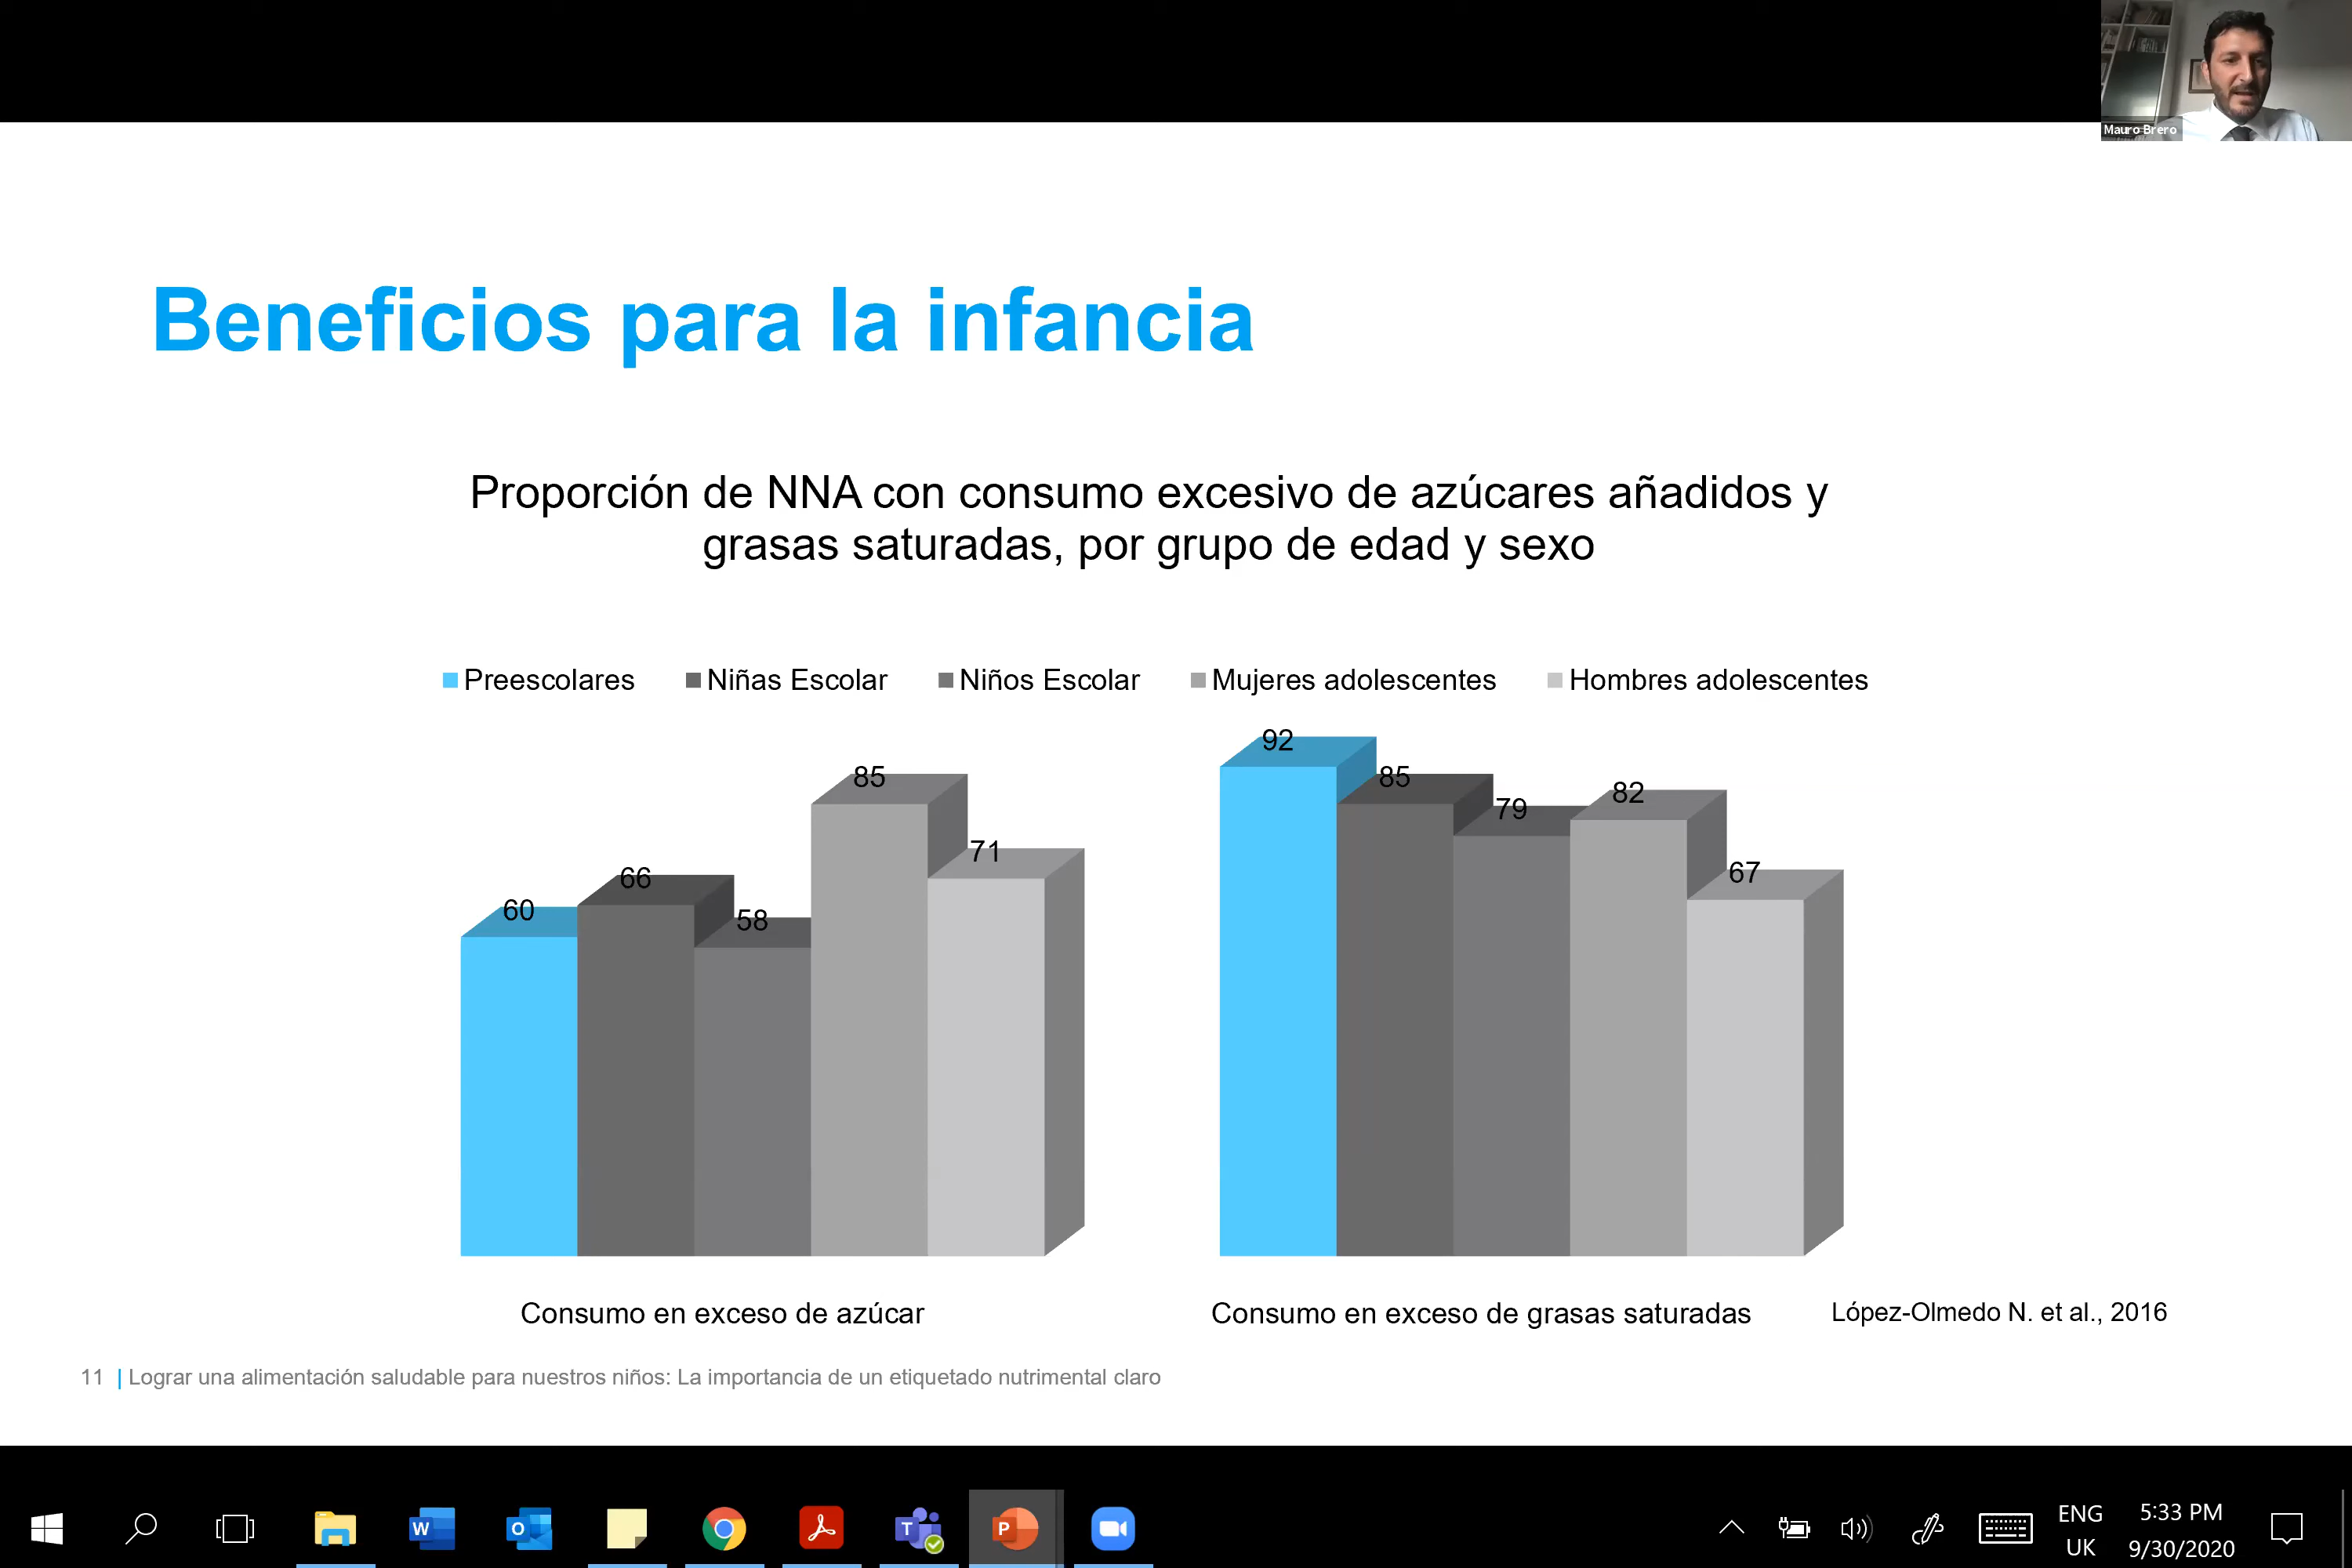 Mauro Brero
Beneficios para la infancia
Proporción de NNA con consumo excesivo de azúcares añadidos y
grasas saturadas, por grupo de edad y sexo
Preescolares Niñas Escolar Niños Escolar Mujeres adolescentes Hombres adolescentes
60 66 58 85 71
92 85 79 82 67
Consumo en exceso de azúcar
Consumo en exceso de grasas saturadas
López-Olmedo N. et al., 2016
11 | Lograr una alimentación saludable para nuestros niños: La importancia de un etiquetado nutrimental claro
W
O
T
P
ENG
UK
5:33 PM
9/30/2020